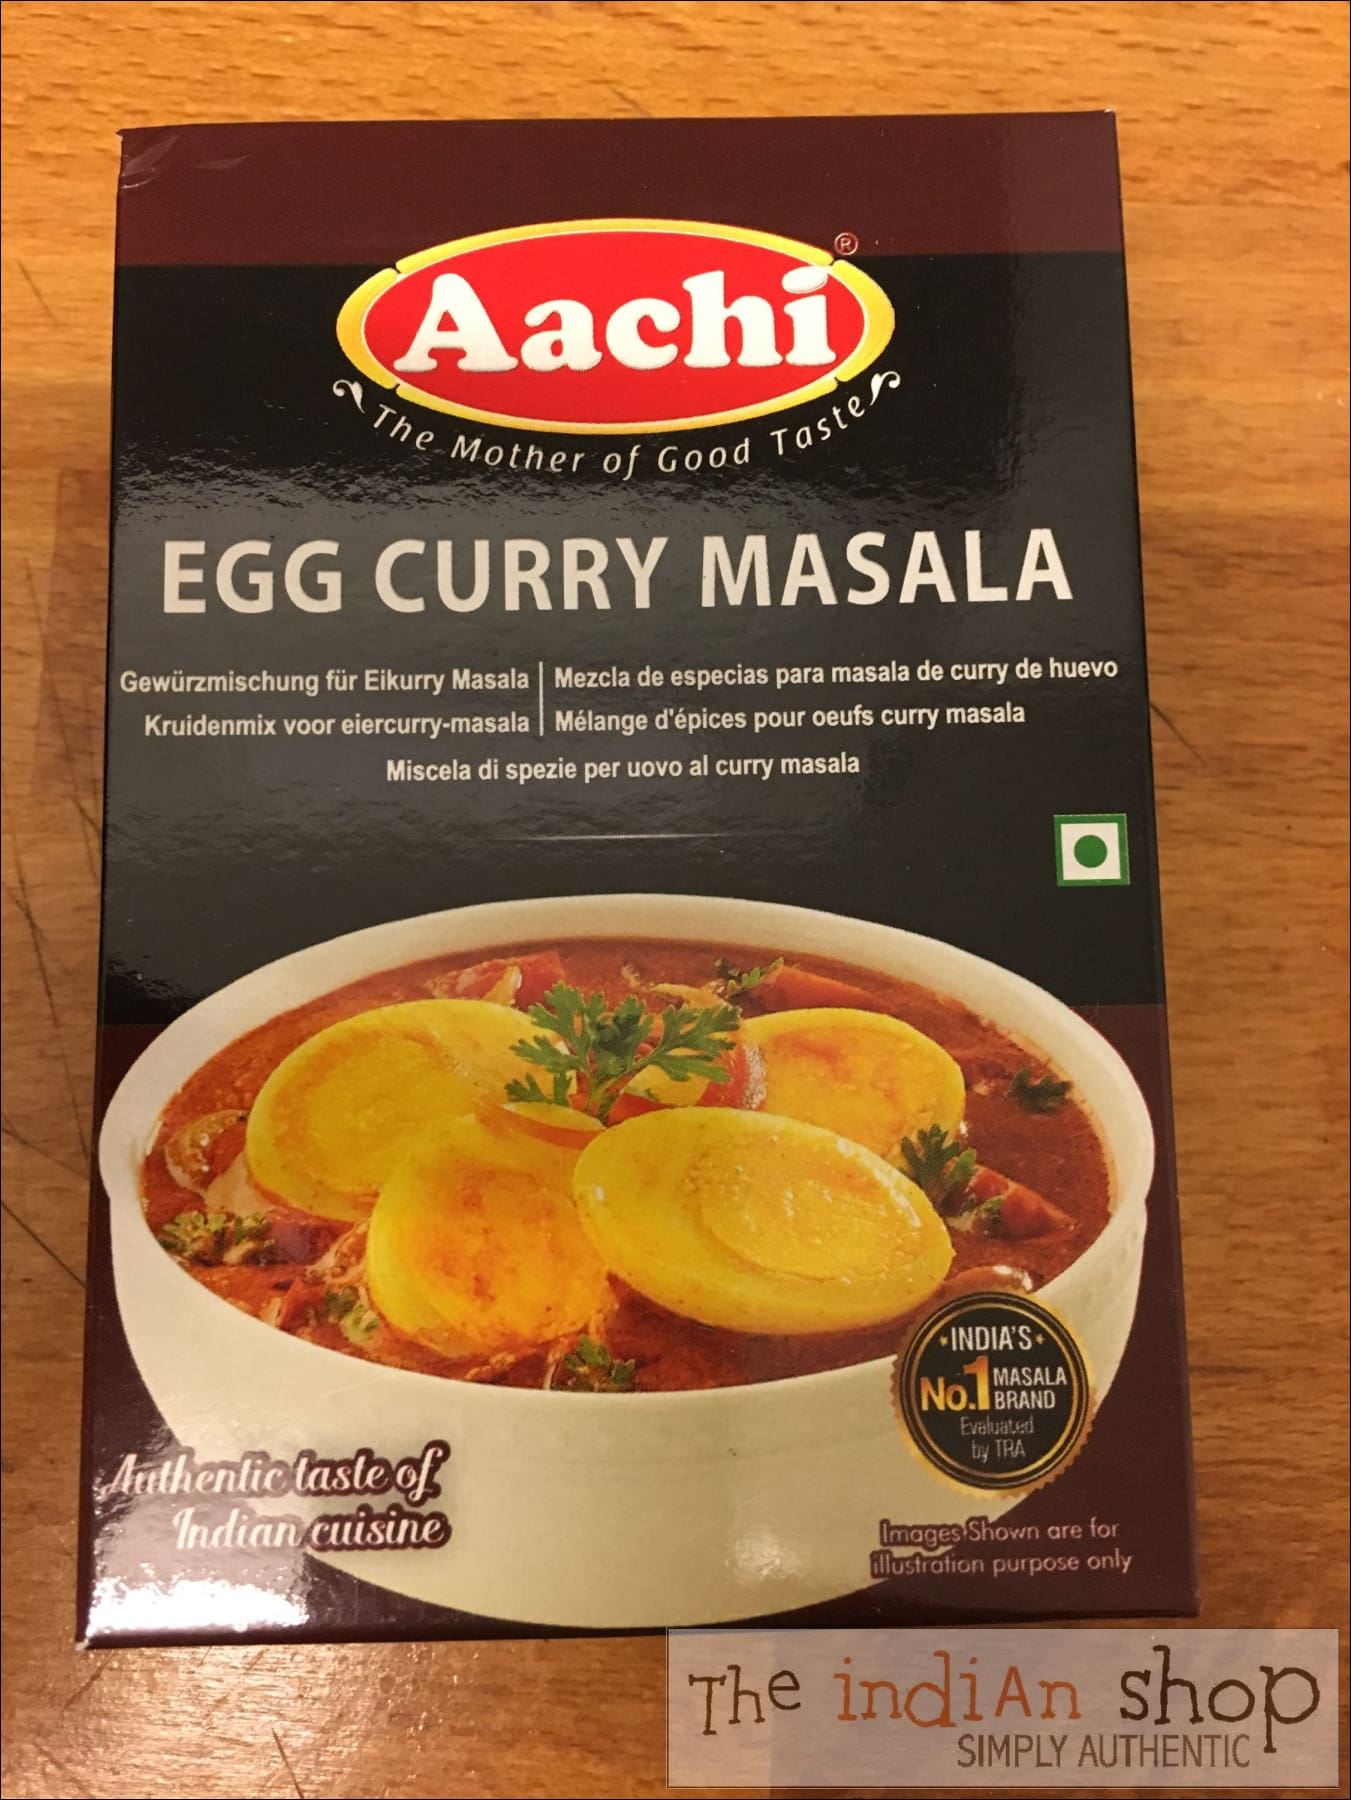 Aachi®
The Mother of Good Taste
EGG CURRY MASALA
Gewürzmischung für Eikurry Masala | Mezcla de especias para masala de curry de huevo
Kruidenmix voor eiercurry-masala | Mélange d'épices pour oeufs curry masala
Miscela di spezie per uovo al curry masala
INDIA'S
No.1 MASALA
BRAND
Evaluated
by TRA
Authentic taste of
Indian cuisine
Images Shown are for
illustration purpose only
The indiAn shop
SIMPLY AUTHENTIC